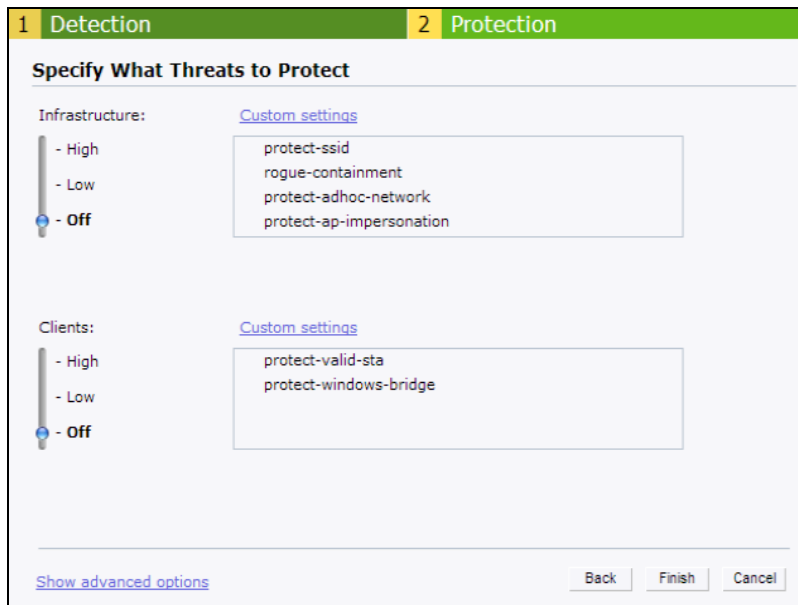 1 Detection
2 Protection
Specify What Threats to Protect
Infrastructure:
Custom settings
- High
- Low
- Off
protect-ssid
rogue-containment
protect-adhoc-network
protect-ap-impersonation
Clients:
Custom settings
- High
- Low
- Off
protect-valid-sta
protect-windows-bridge
Show advanced options
Back
Finish
Cancel